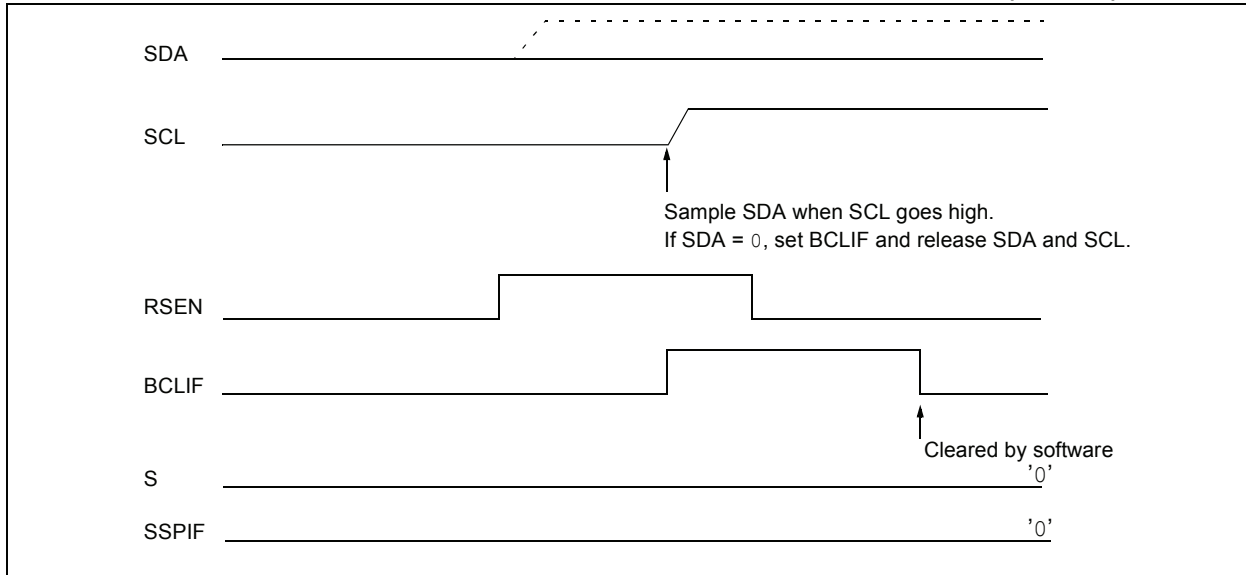 SDA
SCL
Sample SDA when SCL goes high.
If SDA = 0, set BCLIF and release SDA and SCL.
RSEN
BCLIF
Cleared by software
S
'0'
SSPIF
'0'